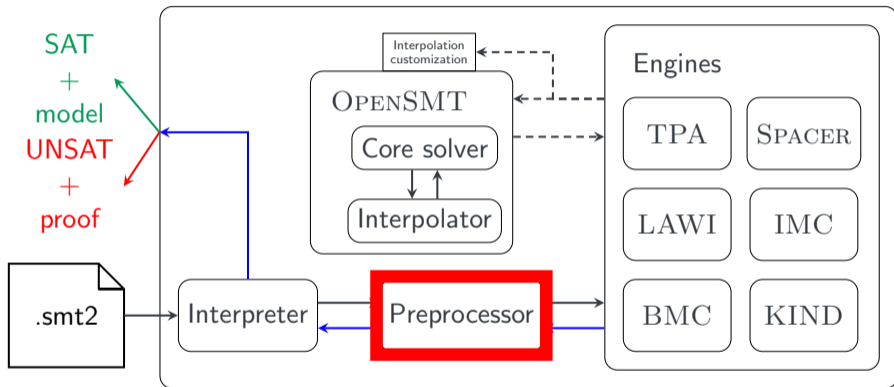 SAT
+
model
UNSAT
+
proof
.smt2
Interpreter
Preprocessor
Interpolation
customization
OpenSMT
Core solver
Interpolator
Engines
TPA
Spacer
LAWI
IMC
BMC
KIND